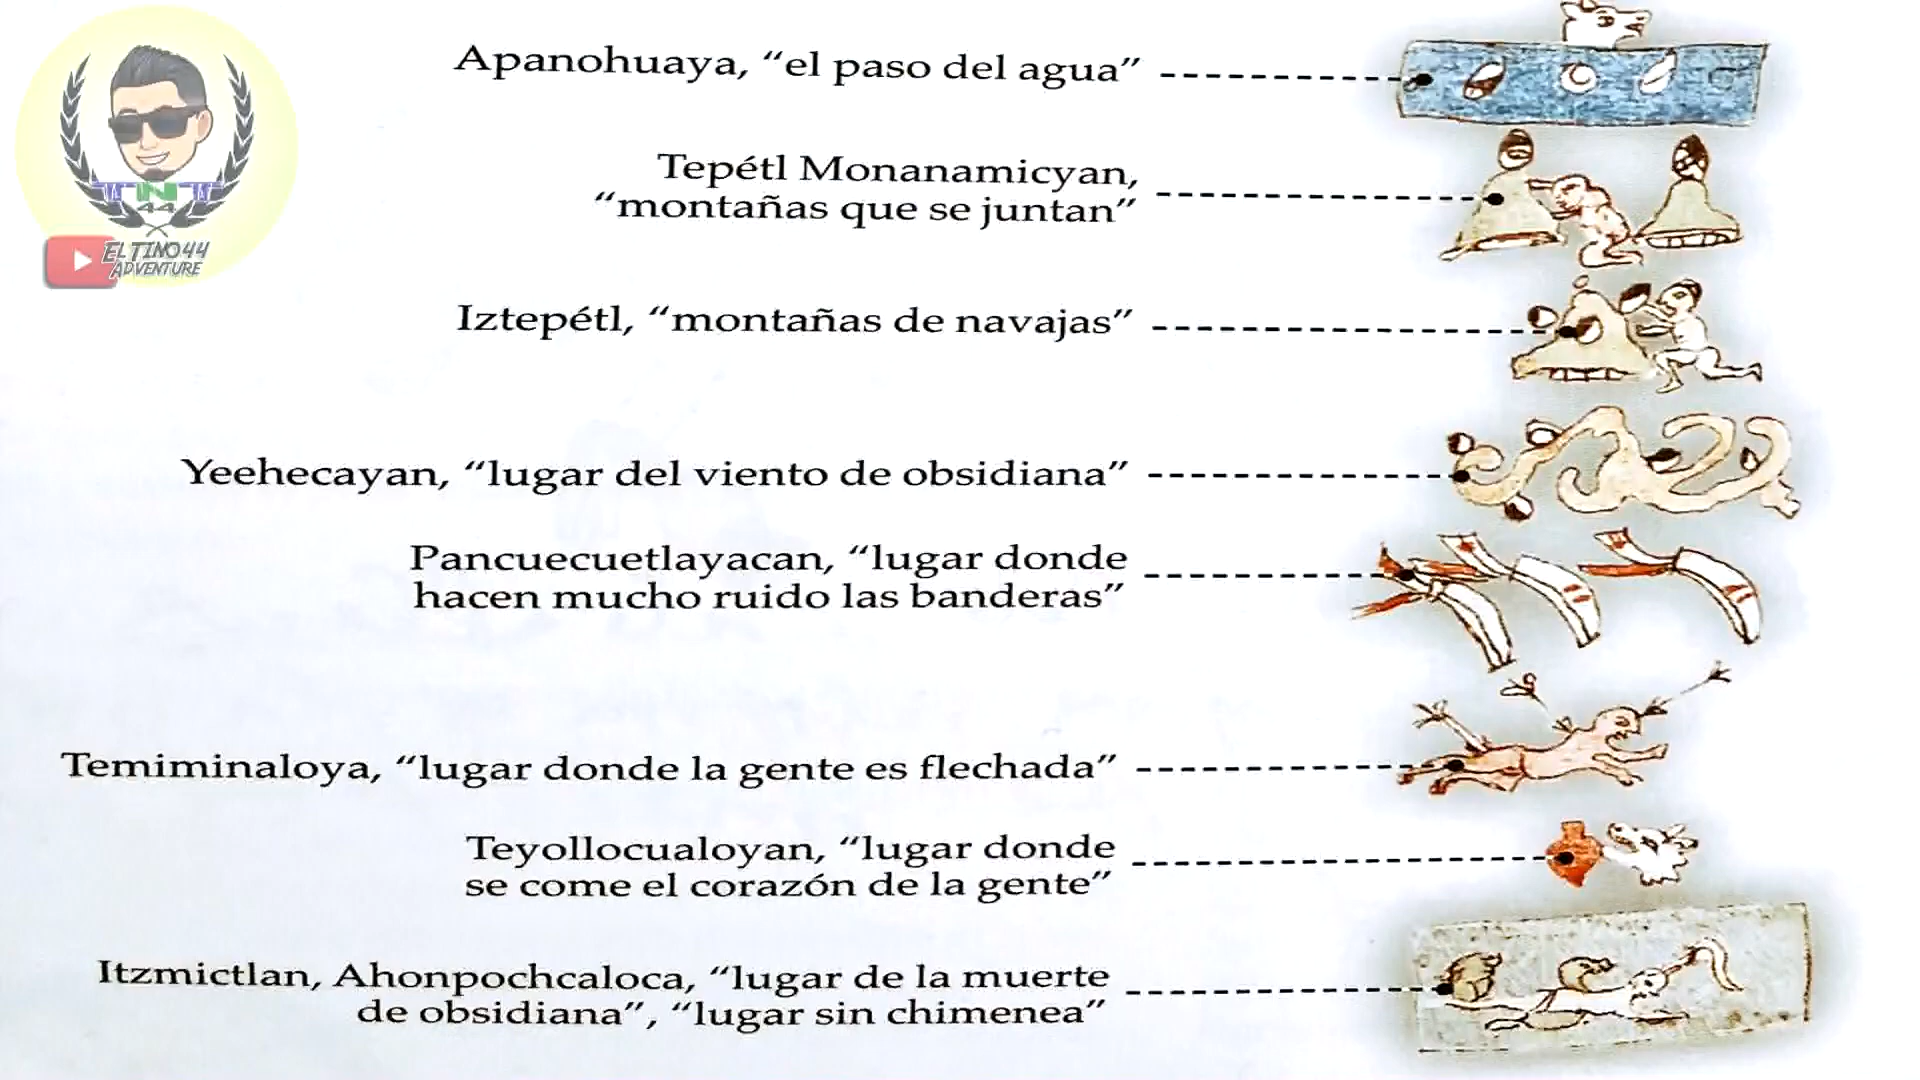 TNT
44
EL TINO44
ADVENTURE
Apanohuaya, “el paso del agua”
Tepétl Monanamicyan,
“montañas que se juntan”
Iztepétl, “montañas de navajas”
Yeehecayan, “lugar del viento de obsidiana”
Pancuecuetlayacan, “lugar donde
hacen mucho ruido las banderas”
Temiminaloya, “lugar donde la gente es flechada”
Teyollocualoyan, “lugar donde
se come el corazón de la gente”
Itzmictlan, Ahonpochcaloca, “lugar de la muerte
de obsidiana”, “lugar sin chimenea”